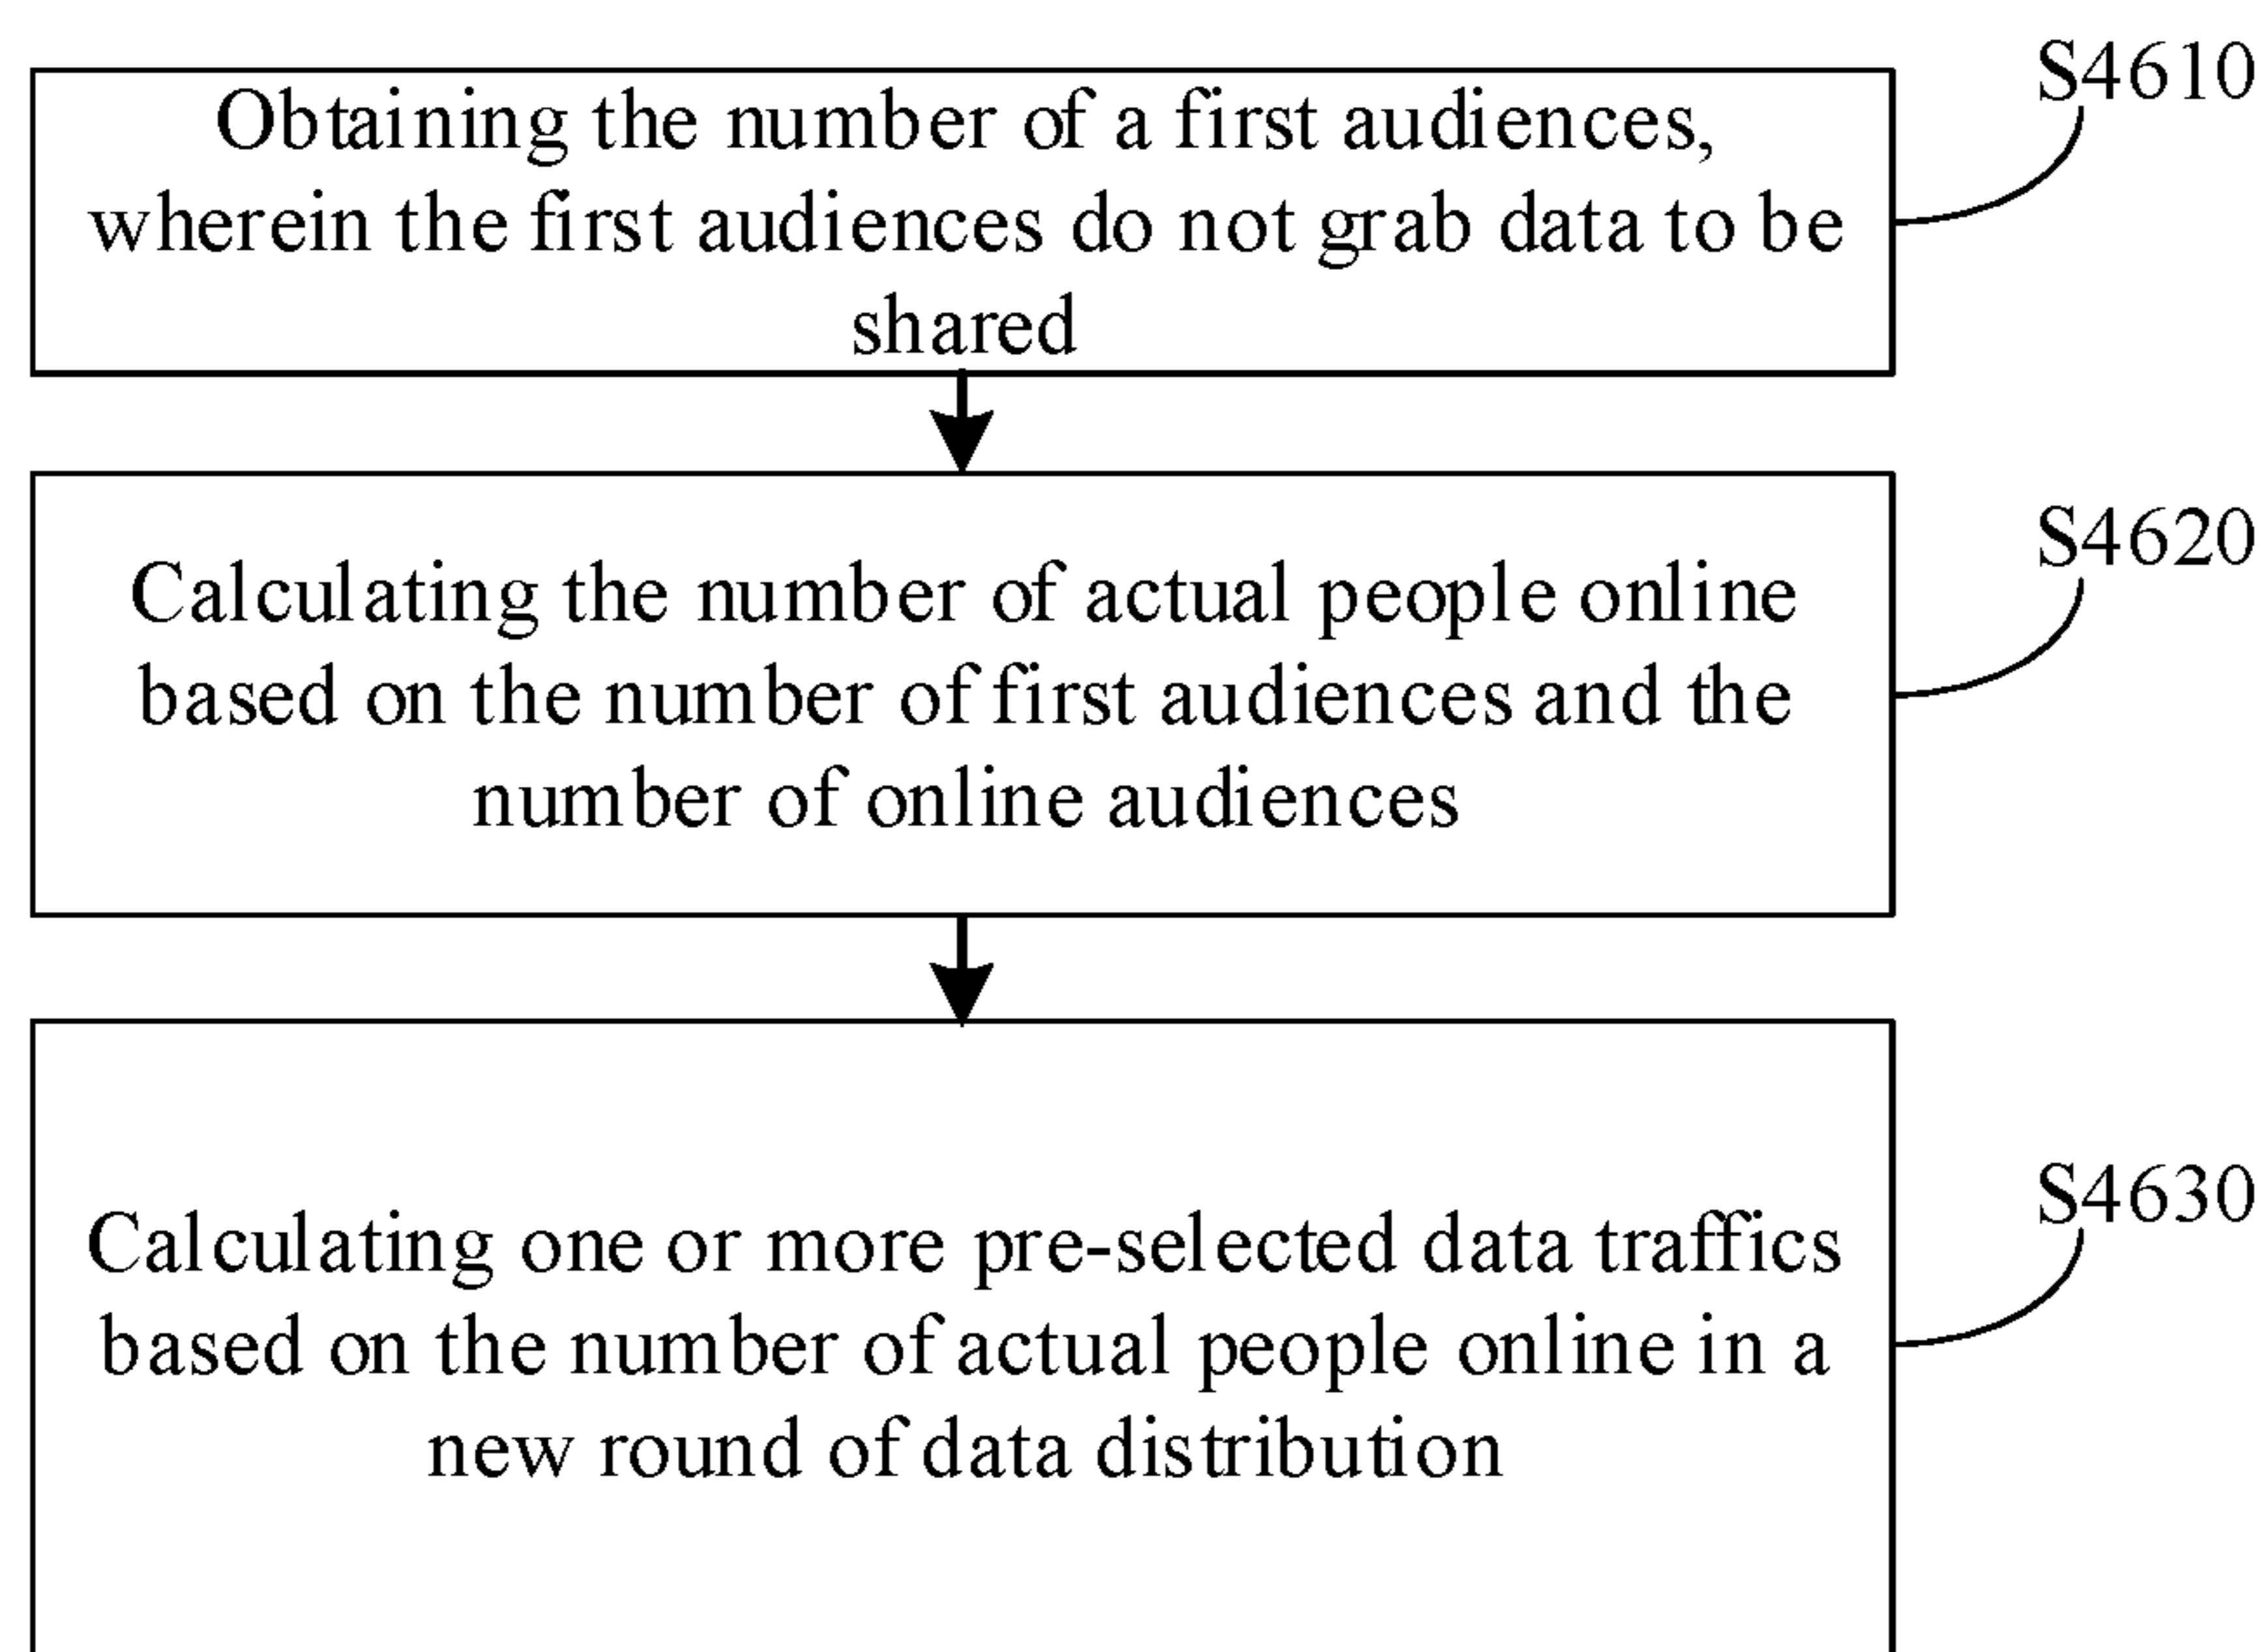 S4610
Obtaining the number of a first audiences,
wherein the first audiences do not grab data to be
shared
S4620
Calculating the number of actual people online
based on the number of first audiences and the
number of online audiences
S4630
Calculating one or more pre-selected data traffics
based on the number of actual people online in a
new round of data distribution